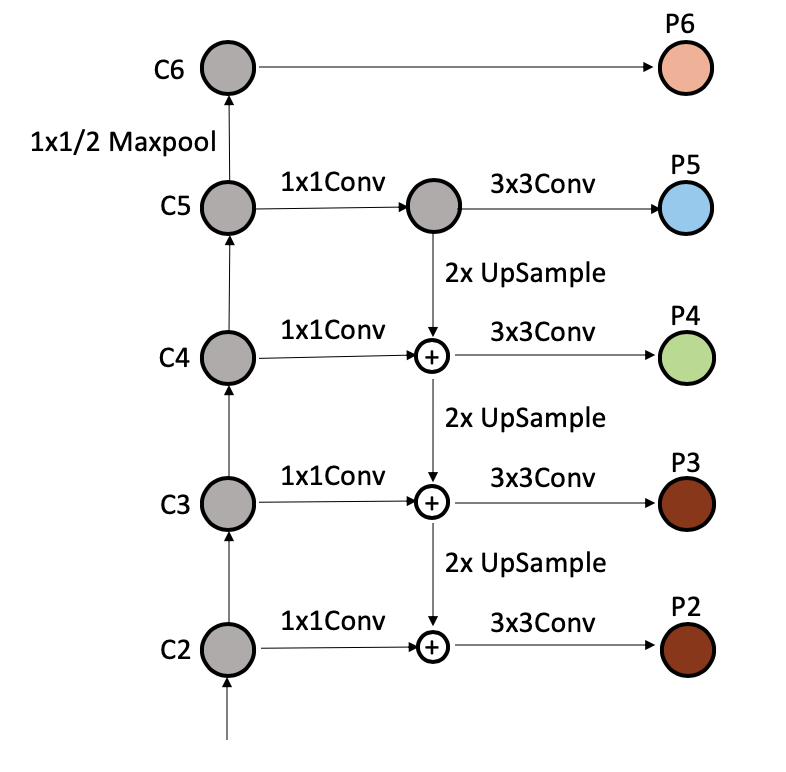 P6
C6
1x1/2 Maxpool
P5
1x1Conv
3x3Conv
C5
2x UpSample
P4
1x1Conv
3x3Conv
C4
+
2x UpSample
P3
1x1Conv
3x3Conv
C3
+
2x UpSample
P2
1x1Conv
3x3Conv
C2
+